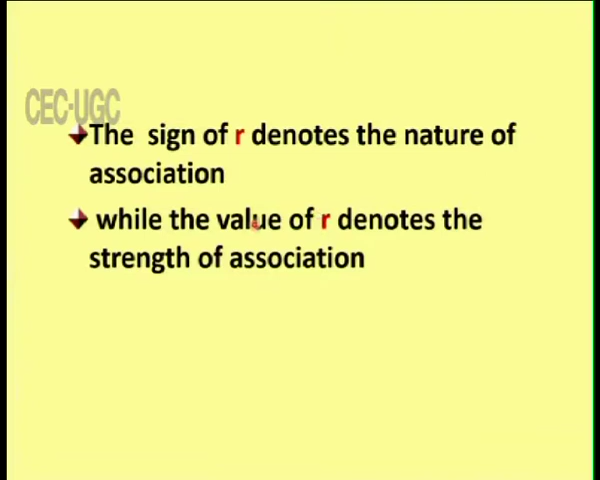 CEC-UGC
The sign of r denotes the nature of
association
while the value of r denotes the
strength of association